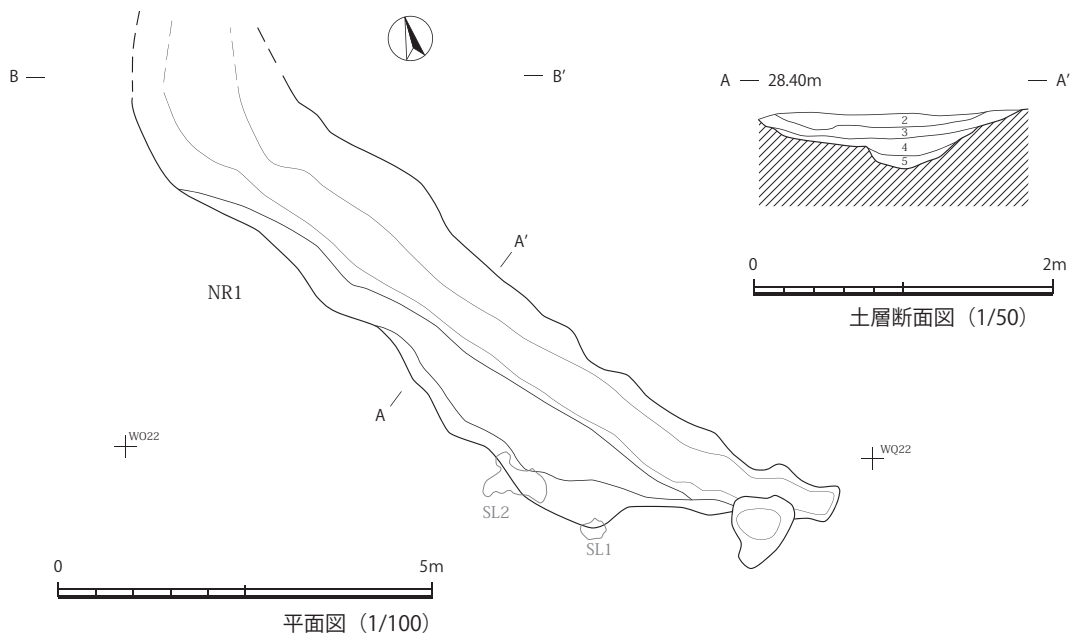 B
B’
A
28.40m
A’
2
3
4
5
0 2m
土層断面図（1/50）
A’
NR1
A
WO22
WQ22
SL2
SL1
0 5m
平面図（1/100）